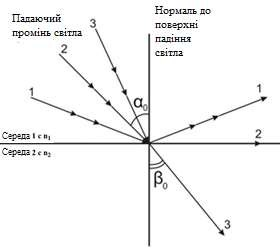 Падаючий
промінь світла
3
Нормаль до
поверхні
падіння
світла
2
1
α₀
1
Середа 1 с n₁
Середа 2 с n₂
2
β₀
3